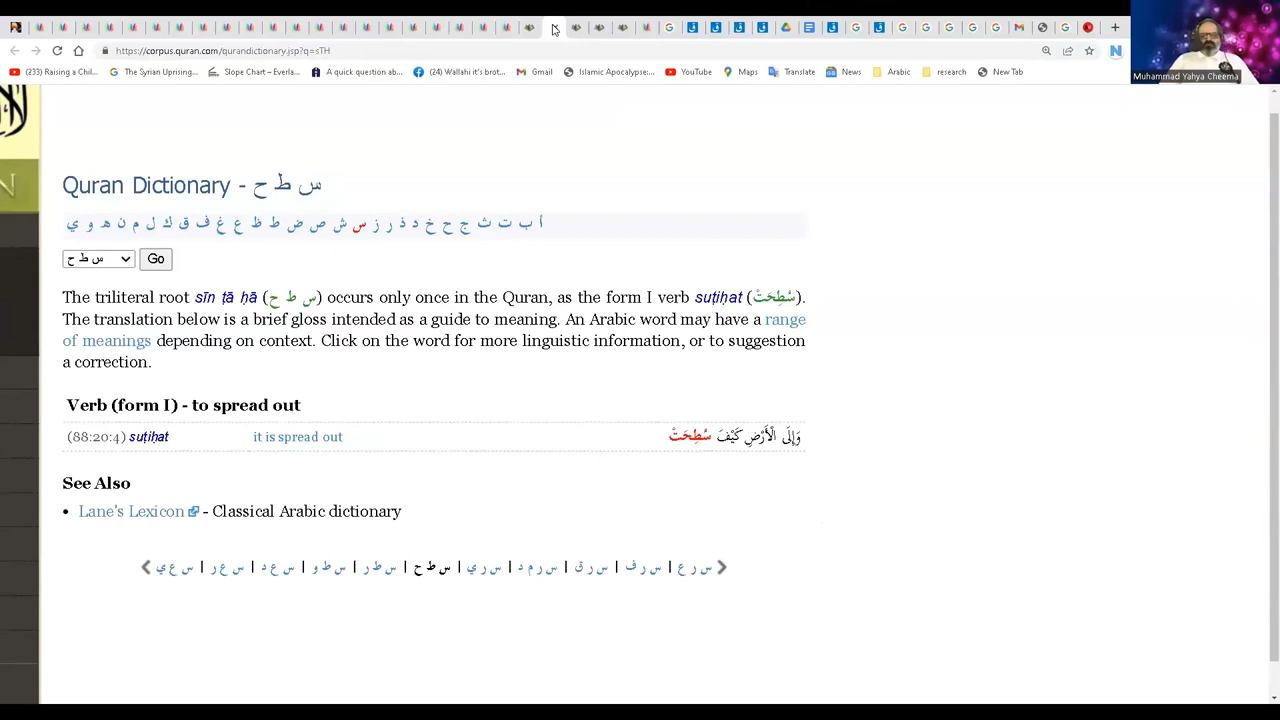 https://corpus.quran.com/qurandictionary.jsp?q=sTH
(233) Raising a Chil...
The Syrian Uprising...
Slope Chart – Everla...
A quick question ab...
(24) Wallahi it's brot...
Gmail
Islamic Apocalypse:...
YouTube
Maps
Translate
News
Arabic
research
New Tab
Muhammad Yahya Cheema
Quran Dictionary - س ط ح
أ ب ت ث ج ح خ د ذ ر ز س ش ص ض ط ظ ع غ ف ق ك ل م ن ه و ي
س ط ح
Go
The triliteral root sīn ṭā ḥā (س ط ح) occurs only once in the Quran, as the form I verb suṭiḥat (سُطِحَتْ).
The translation below is a brief gloss intended as a guide to meaning. An Arabic word may have a range
of meanings depending on context. Click on the word for more linguistic information, or to suggestion
a correction.
Verb (form I) - to spread out
(88:20:4) suṭiḥat it is spread out وَإِلَى الْأَرْضِ كَيْفَ سُطِحَتْ
See Also
• Lane's Lexicon - Classical Arabic dictionary
س ر ع | س ر ف | س ر ق | س ر م د | س ر ي | س ط ح | س ط ر | س ط و | س ع د | س ع ر | س ع ي